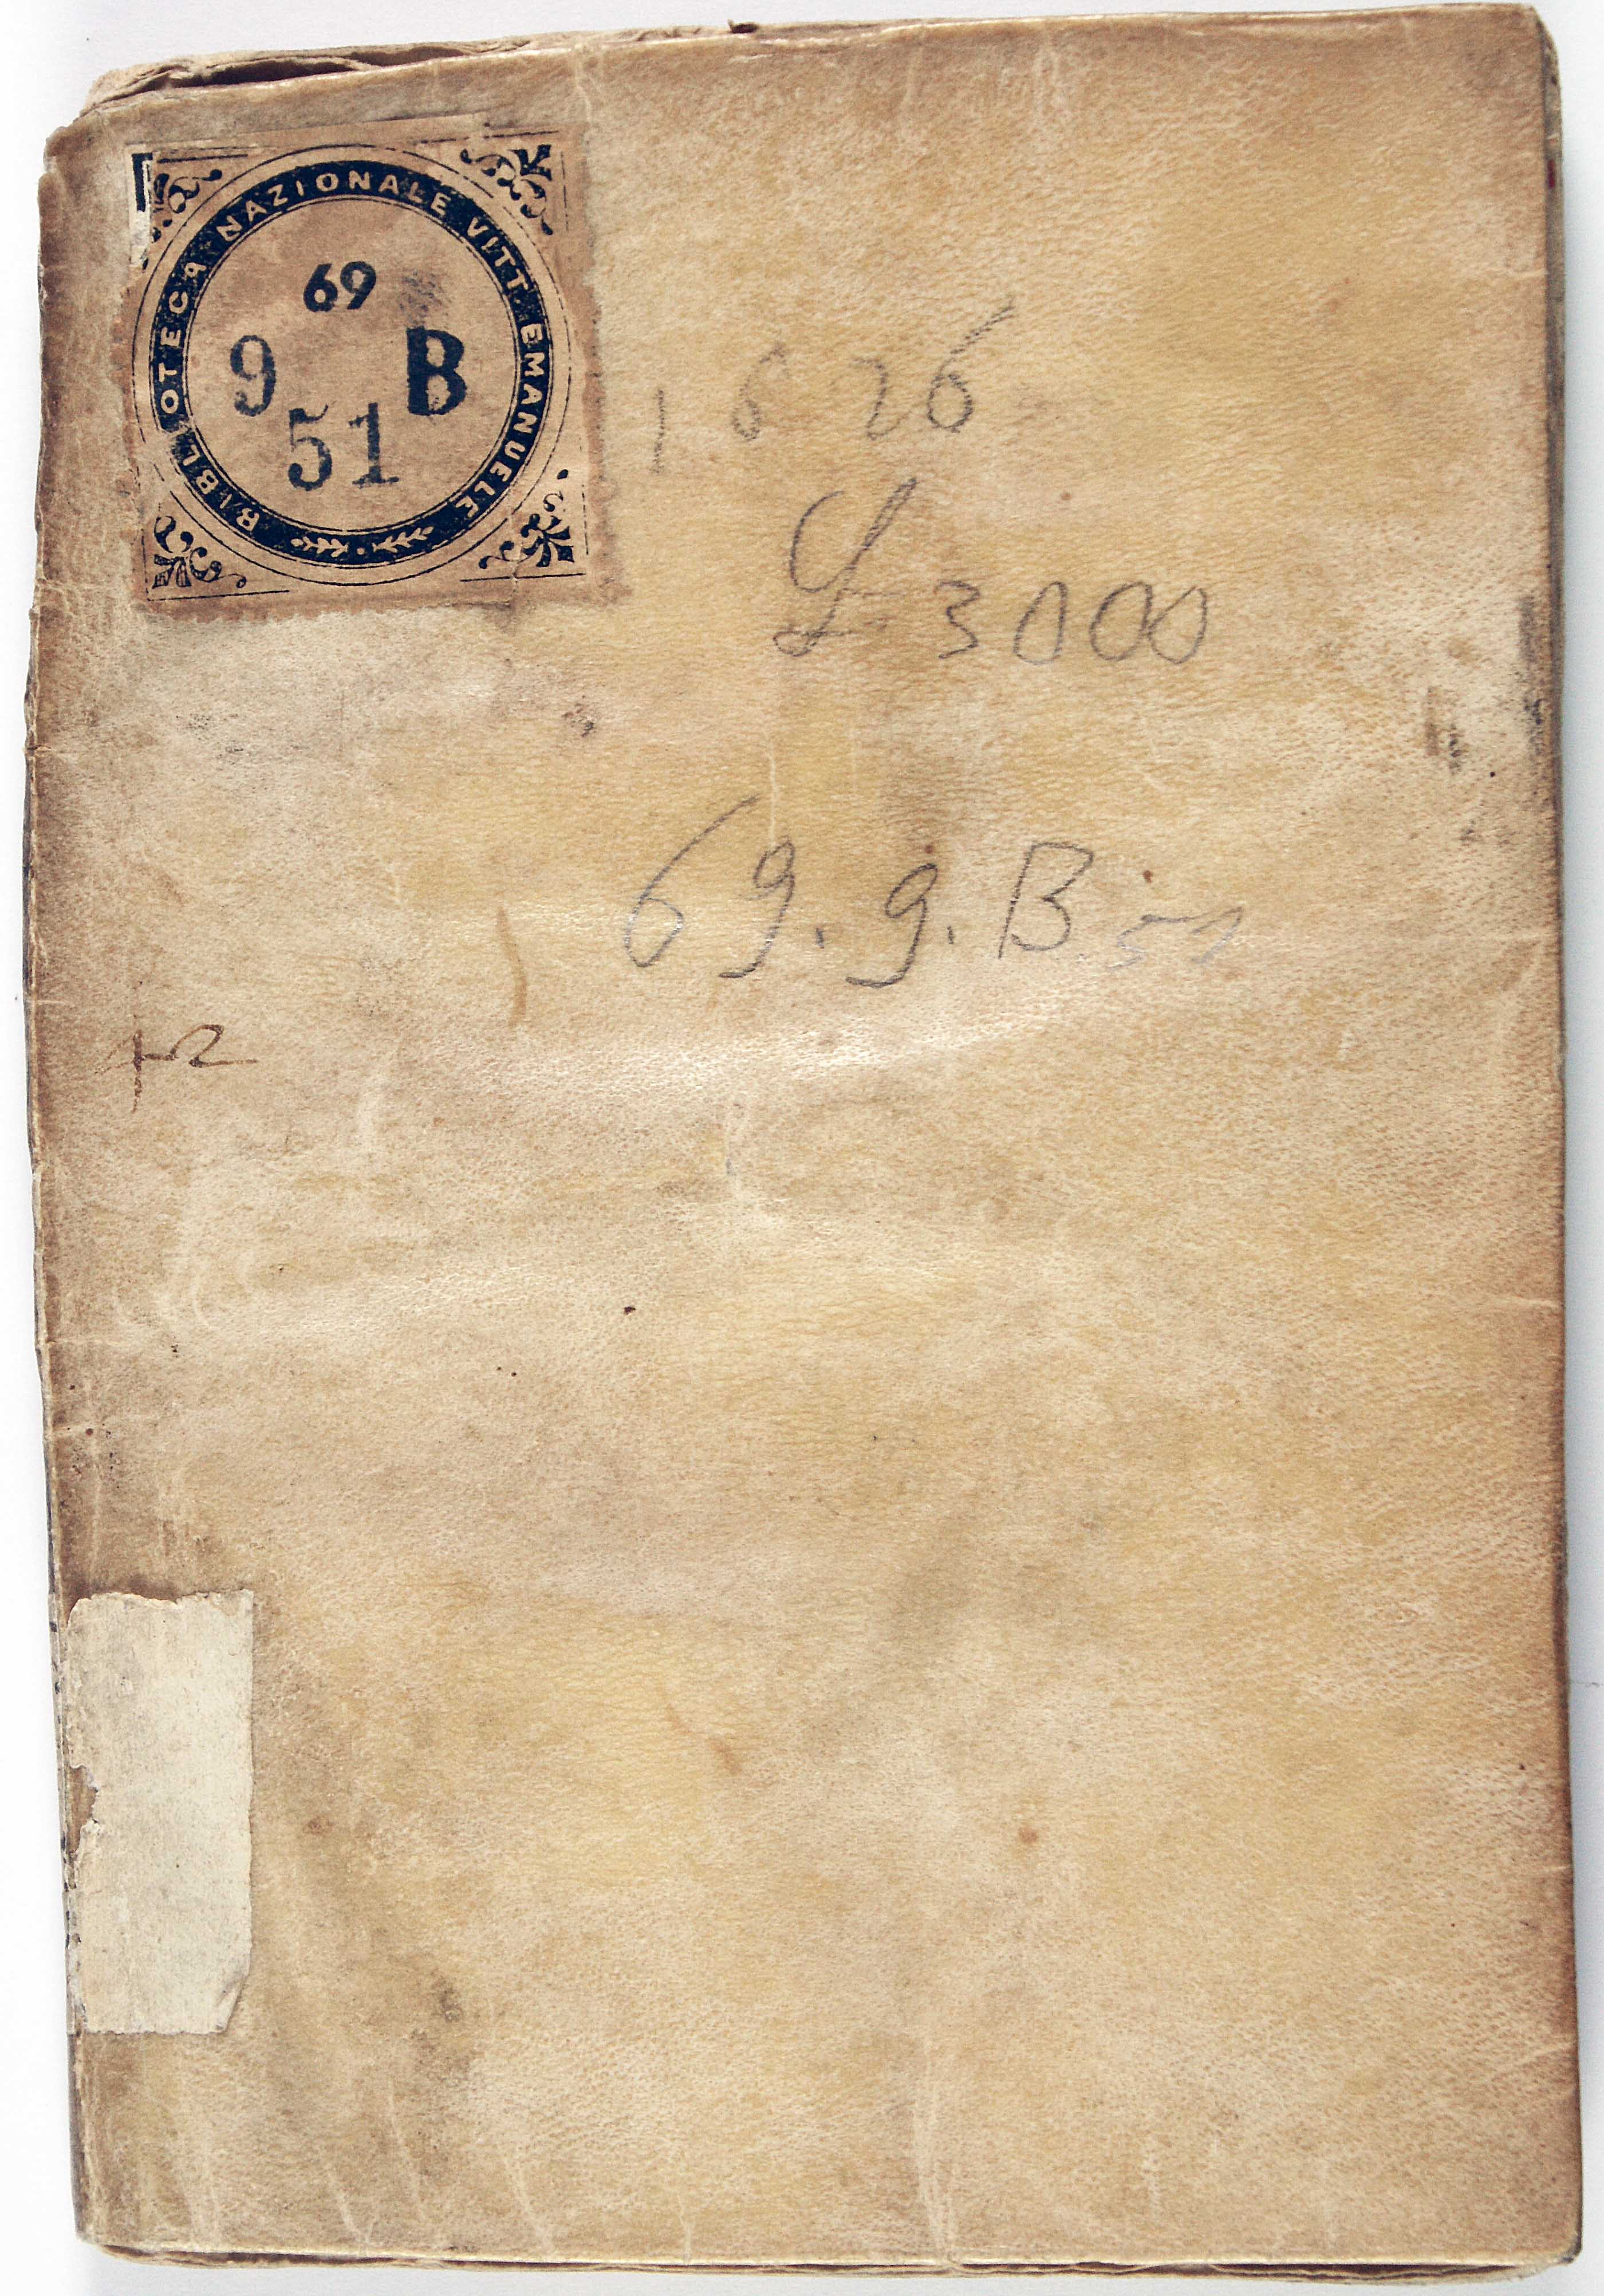 BIBLIOTECA NAZIONALE VITT. EMANUELE
69
9 B
51
1626
£ 3000
69. 9. B. 51